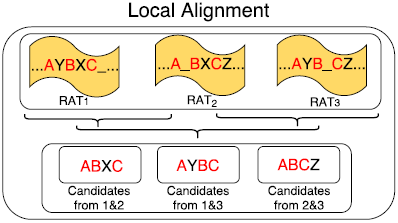 Local Alignment
...AYBXC_... ...A_BXCZ... ...AYB_CZ...
RAT1 RAT2 RAT3
ABXC AYBC ABCZ
Candidates from 1&2 Candidates from 1&3 Candidates from 2&3